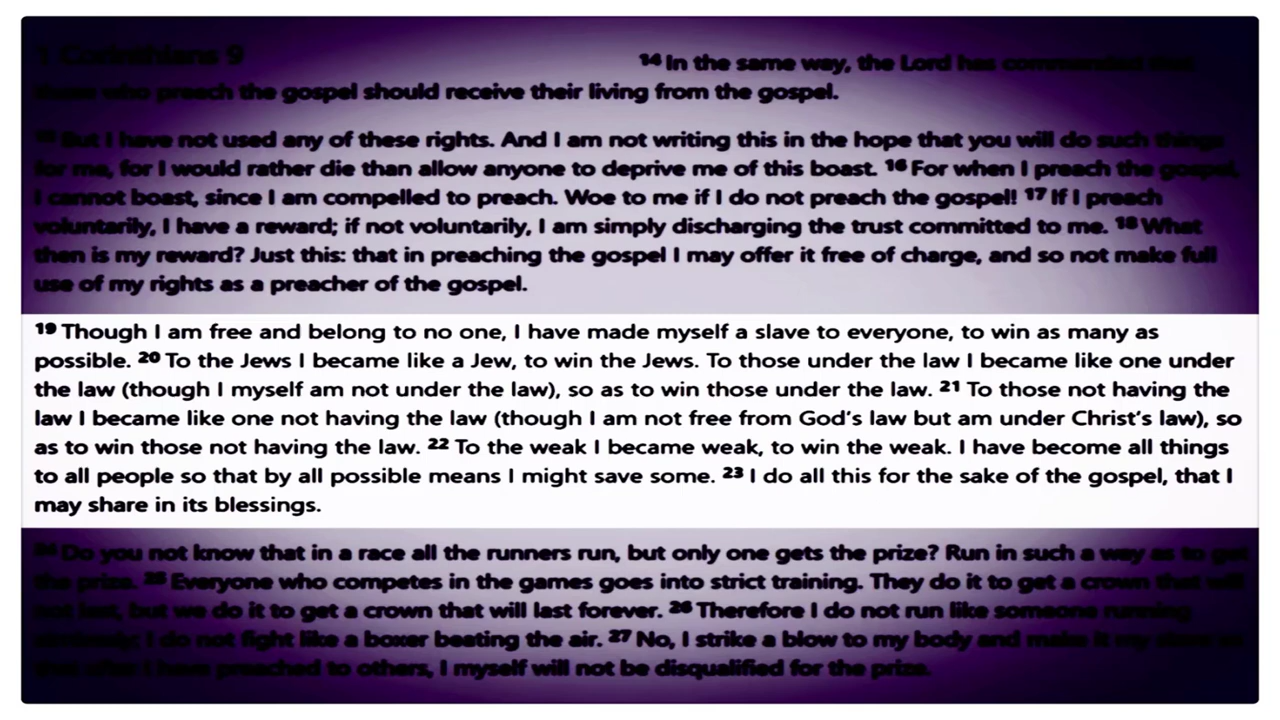 1 Corinthians 9
14 In the same way, the Lord has commanded that
those who preach the gospel should receive their living from the gospel.
15 But I have not used any of these rights. And I am not writing this in the hope that you will do such things
for me, for I would rather die than allow anyone to deprive me of this boast. 16 For when I preach the gospel,
I cannot boast, since I am compelled to preach. Woe to me if I do not preach the gospel! 17 If I preach
voluntarily, I have a reward; if not voluntarily, I am simply discharging the trust committed to me. 18 What
then is my reward? Just this: that in preaching the gospel I may offer it free of charge, and so not make full
use of my rights as a preacher of the gospel.
19 Though I am free and belong to no one, I have made myself a slave to everyone, to win as many as
possible. 20 To the Jews I became like a Jew, to win the Jews. To those under the law I became like one under
the law (though I myself am not under the law), so as to win those under the law. 21 To those not having the
law I became like one not having the law (though I am not free from God's law but am under Christ's law), so
as to win those not having the law. 22 To the weak I became weak, to win the weak. I have become all things
to all people so that by all possible means I might save some. 23 I do all this for the sake of the gospel, that I
may share in its blessings.
24 Do you not know that in a race all the runners run, but only one gets the prize? Run in such a way as to get
the prize. 25 Everyone who competes in the games goes into strict training. They do it to get a crown that will
not last, but we do it to get a crown that will last forever. 26 Therefore I do not run like someone running
I do not fight like a boxer beating the air. 27 No, I strike a blow to my body and make it my
I have preached to others, I myself will not be disqualified for the prize.